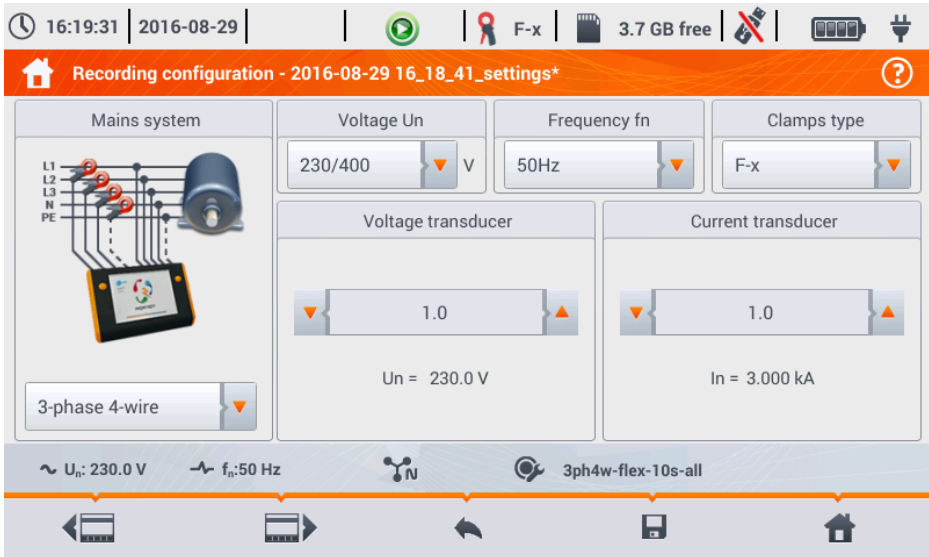 16:19:31 2016-08-29 F-x 3.7 GB free
Recording configuration - 2016-08-29 16_18_41_settings* ?
Mains system
L1
L2
L3
N
PE
3-phase 4-wire
Voltage Un
230/400 V
Frequency fn
50Hz
Clamps type
F-x
Voltage transducer
1.0
Un = 230.0 V
Current transducer
1.0
In = 3.000 kA
Un: 230.0 V fn:50 Hz N 3ph4w-flex-10s-all